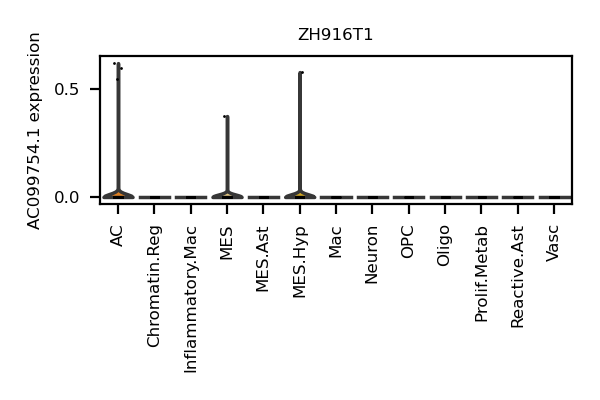 ZH916T1
AC099754.1 expression
0.5
0.0
AC
Chromatin.Reg
Inflammatory.Mac
MES
MES.Ast
MES.Hyp
Mac
Neuron
OPC
Oligo
Prolif.Metab
Reactive.Ast
Vasc